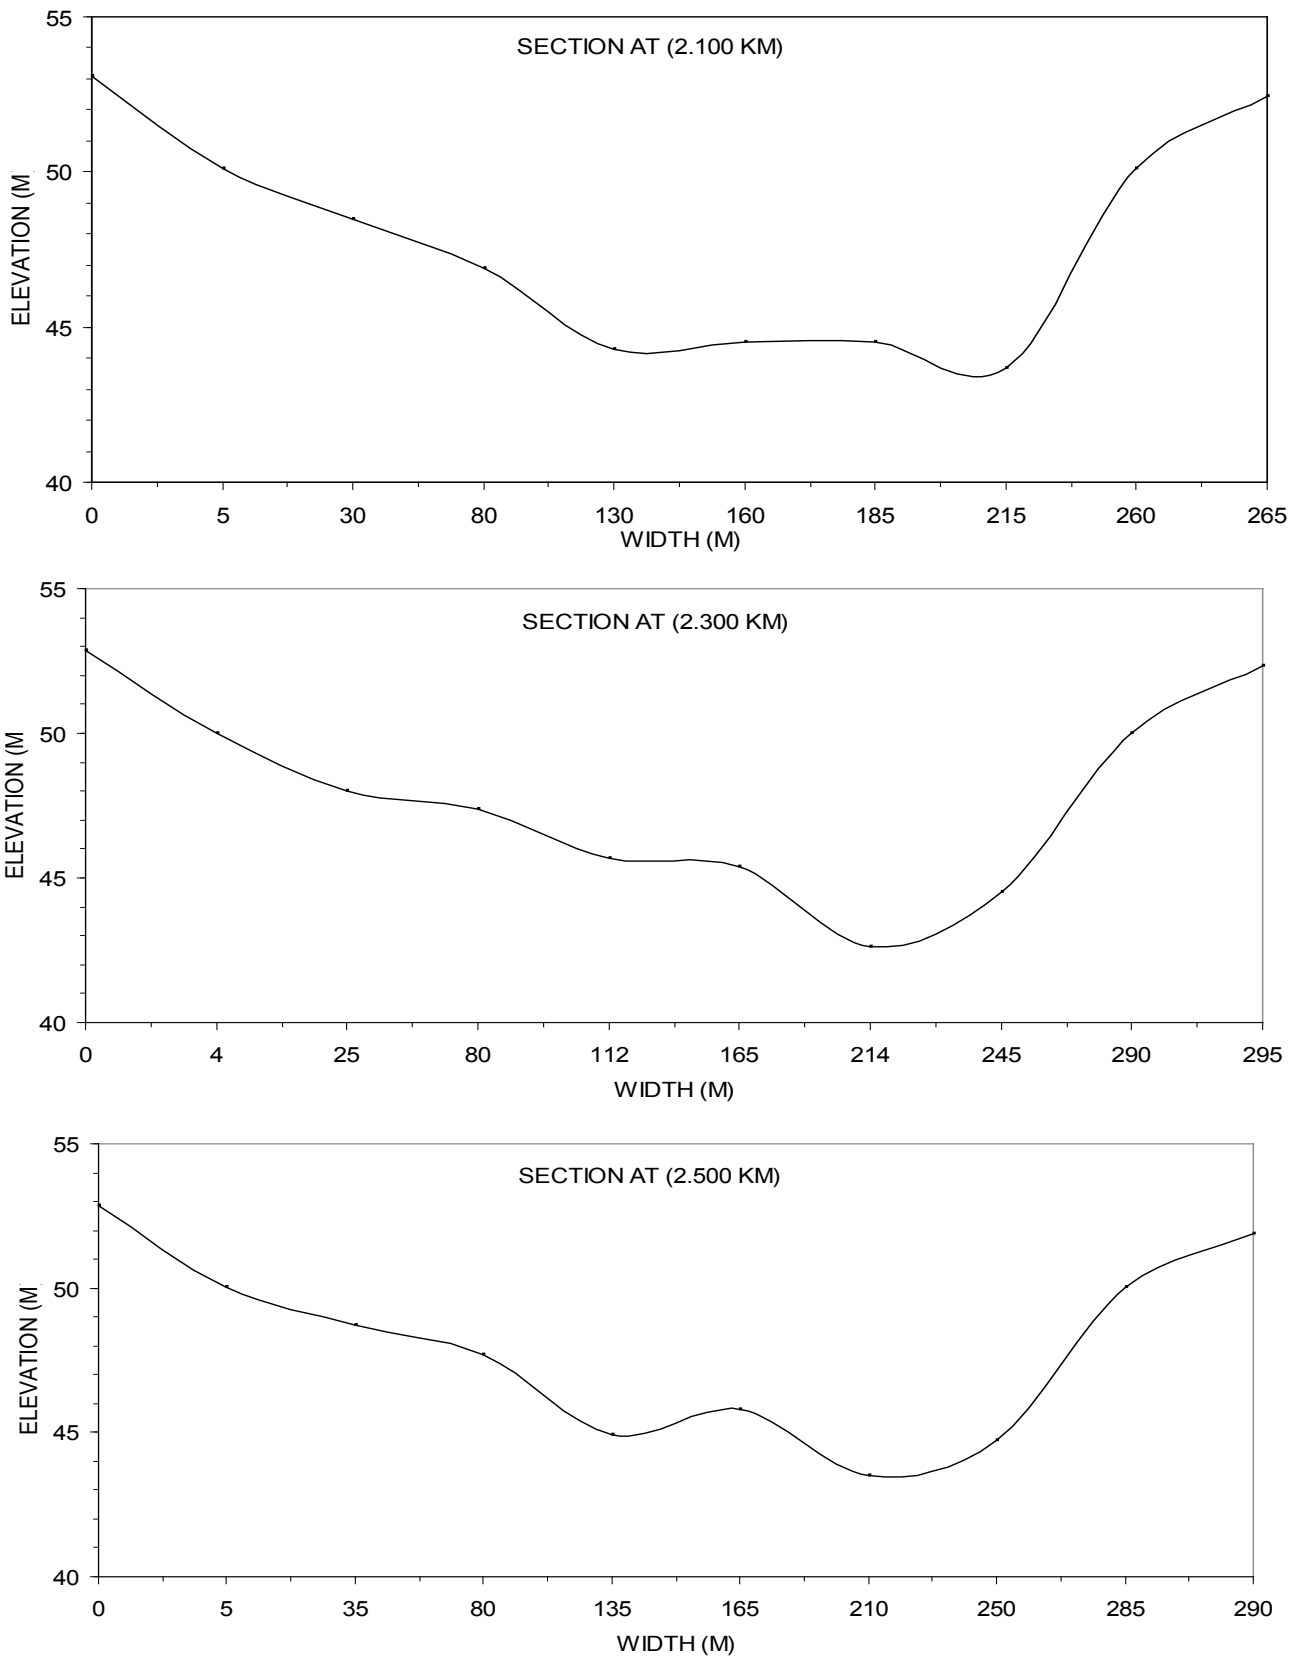 55
SECTION AT (2.100 KM)
50
ELEVATION (M
45
40
0 5 30 80 130 160 185 215 260 265
WIDTH (M)
55
SECTION AT (2.300 KM)
50
ELEVATION (M
45
40
0 4 25 80 112 165 214 245 290 295
WIDTH (M)
55
SECTION AT (2.500 KM)
50
ELEVATION (M
45
40
0 5 35 80 135 165 210 250 285 290
WIDTH (M)